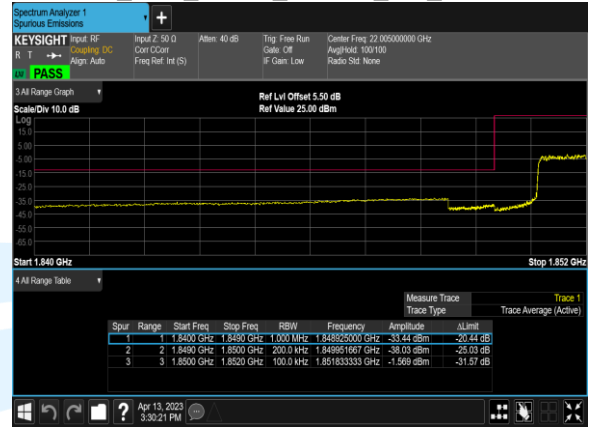 Spectrum Analyzer 1
Spurious Emissions
KEYSIGHT Input: RF Input Z: 50 Ω Atten: 40 dB Trig: Free Run Center Freq: 22.005000000 GHz
R T Coupling: DC Corr CCorr Gate: Off Avg|Hold: 100/100
Align: Auto Freq Ref: Int (S) IF Gain: Low Radio Std: None
PASS
3 All Range Graph
Ref Lvl Offset 5.50 dB
Scale/Div 10.0 dB Ref Value 25.00 dBm
Log
15.0
5.00
-5.00
-15.0
-25.0
-35.0
-45.0
-55.0
-65.0
Start 1.840 GHz Stop 1.852 GHz
4 All Range Table
Measure Trace Trace 1
Trace Type Trace Average (Active)
Spur Range Start Freq Stop Freq RBW Frequency Amplitude ΔLimit
1 1 1.8400 GHz 1.8490 GHz 1.000 MHz 1.848925000 GHz -33.44 dBm -20.44 dB
2 2 1.8490 GHz 1.8500 GHz 200.0 kHz 1.849951667 GHz -38.03 dBm -25.03 dB
3 3 1.8500 GHz 1.8520 GHz 100.0 kHz 1.851833333 GHz -1.569 dBm -31.57 dB
? Apr 13, 2023
3:30:21 PM